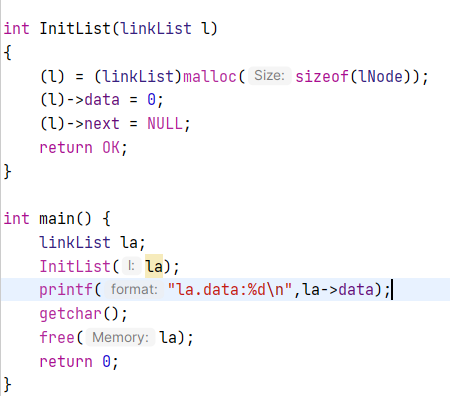 int InitList(linkList l)
{
    (l) = (linkList)malloc( Size: sizeof(lNode));
    (l)->data = 0;
    (l)->next = NULL;
    return OK;
}
int main() {
    linkList la;
    InitList( l: la);
    printf( format: "la.data:%d\n",la->data);
    getchar();
    free( Memory: la);
    return 0;
}